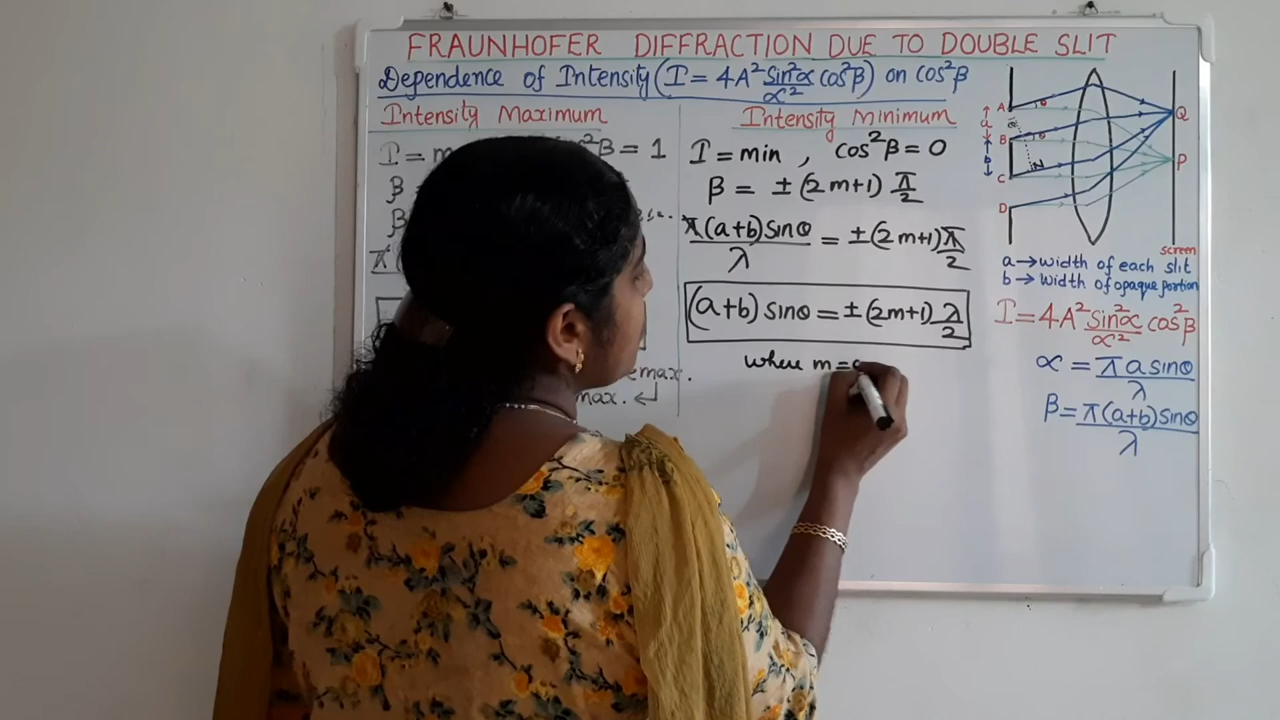 FRAUNHOFER DIFFRACTION DUE TO DOUBLE SLIT
Dependence of Intensity (I = 4A² sin²α/α² cos²β) on cos²β
Intensity Maximum
I = m
β = 1
β
π
max.
max. ↵
Intensity Minimum
I = min , cos²β = 0
β = ± (2m+1) π/2
π(a+b) sinθ/λ = ±(2m+1) π/2
(a+b) sinθ = ±(2m+1) λ/2
where m =
A
a
B
b
C
D
θ
θ
N
Q
P
screen
a → width of each slit
b → width of opaque portion
I = 4A² sin²α/α² cos²β
α = π a sinθ/λ
β = π(a+b) sinθ/λ